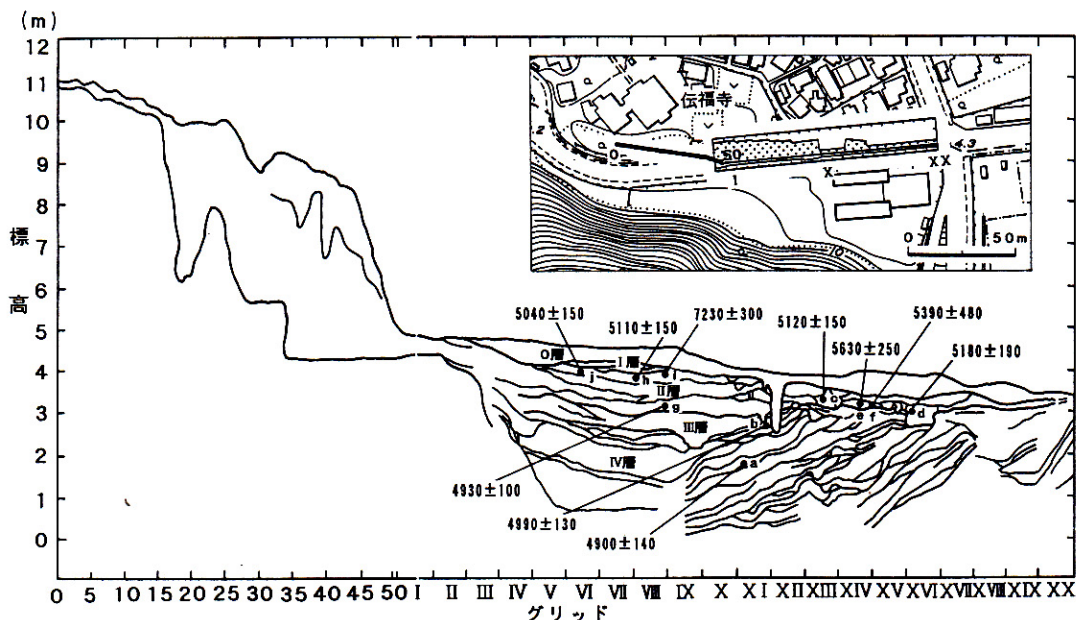 (m)
12
11
10
9
8
7
6
5
4
3
2
1
0
標高
伝福寺
0
50
I
X
XX
4.3
0 50m
5040±150
5110±150
7230±300
5120±150
5390±480
5630±250
5180±190
O層
I層
II層
III層
IV層
j
h
i
g
b
c
e
f
d
a
4930±100
4990±130
4900±140
0 5 10 15 20 25 30 35 40 45 50 I II III IV V VI VII VIII IX X XI XII XIII XIV XV XVI XVII XVIII XIX XX
グリッド